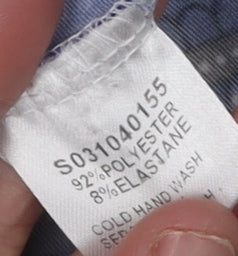 S031040155
92%POLYESTER
8%ELASTANE
COLD HAND WASH